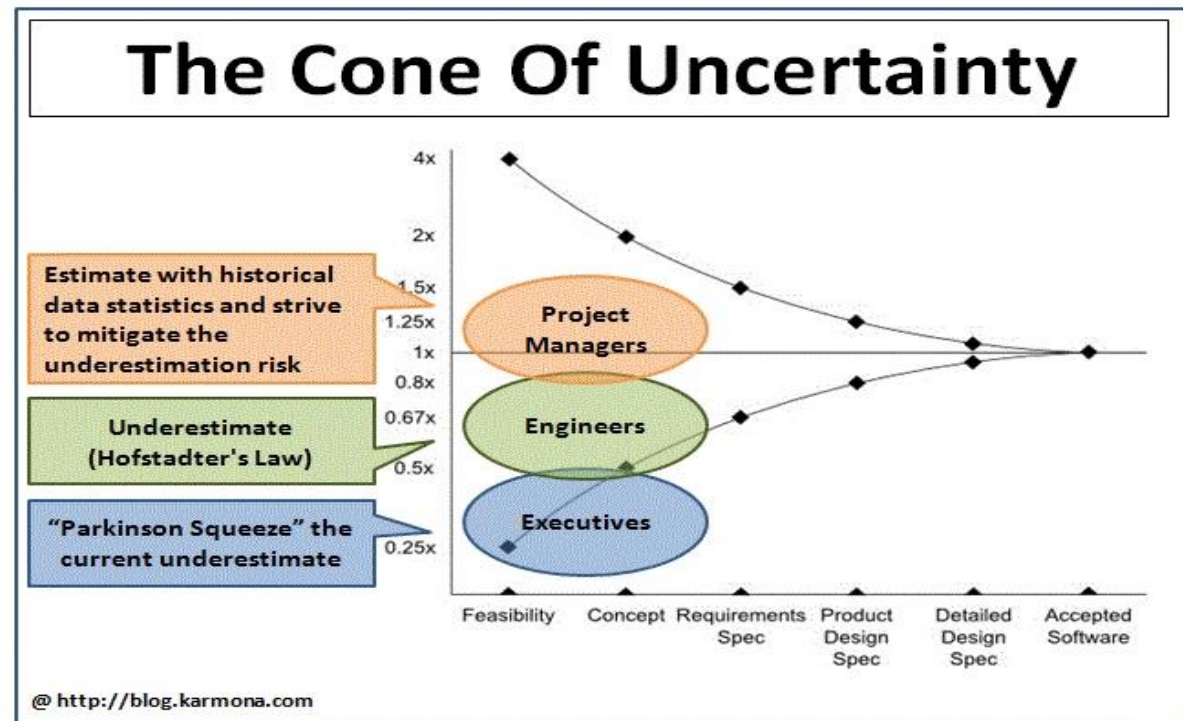 The Cone Of Uncertainty
4x
2x
1.5x
1.25x
1x
0.8x
0.67x
0.5x
0.25x
Estimate with historical
data statistics and strive
to mitigate the
underestimation risk
Underestimate
(Hofstadter's Law)
“Parkinson Squeeze” the
current underestimate
Project
Managers
Engineers
Executives
Feasibility
Concept
Requirements
Spec
Product
Design
Spec
Detailed
Design
Spec
Accepted
Software
@ http://blog.karmona.com